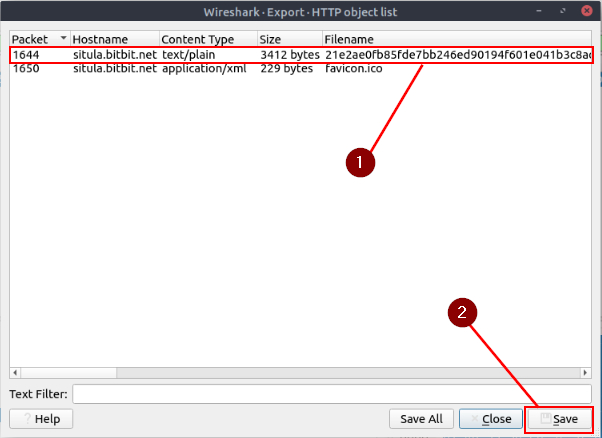 Wireshark · Export · HTTP object list
Packet Hostname Content Type Size Filename
1644 situla.bitbit.net text/plain 3412 bytes 21e2ae0fb85fde7bb246ed90194f601e041b3c8a
1650 situla.bitbit.net application/xml 229 bytes favicon.ico
1
2
Text Filter:
? Help Save All Close Save